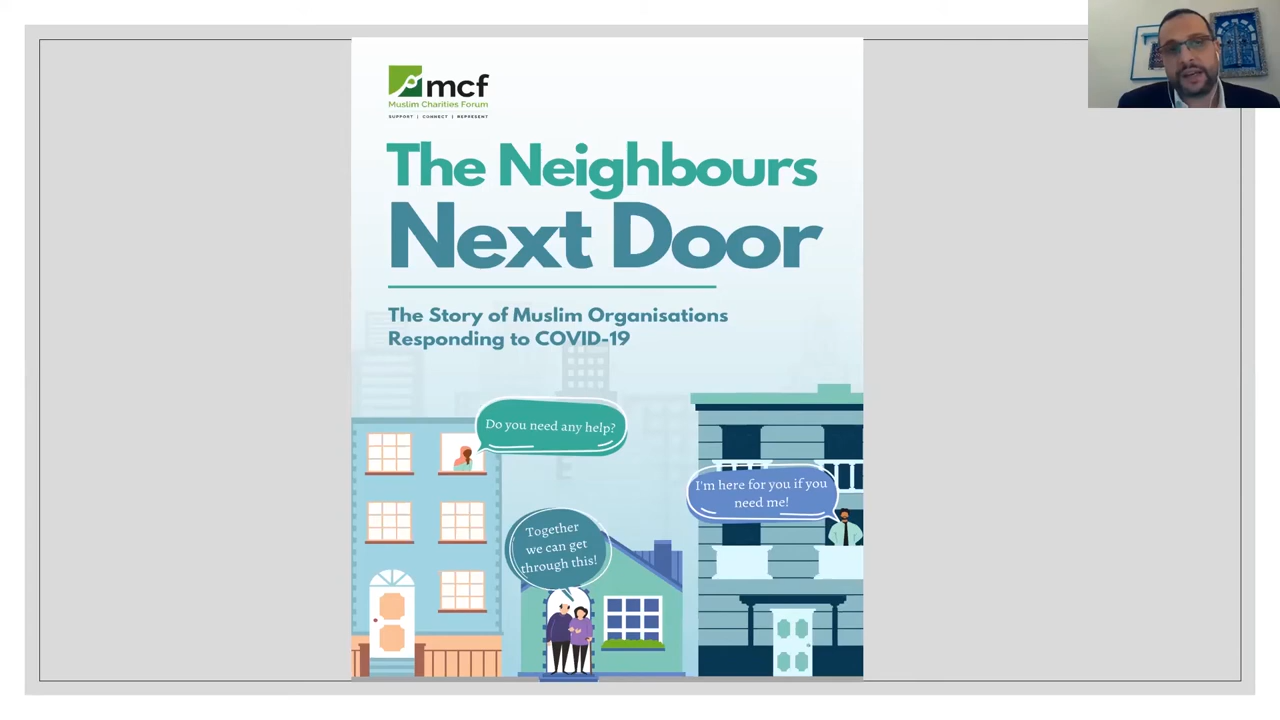 mcf
Muslim Charities Forum
SUPPORT | CONNECT | REPRESENT
The Neighbours
Next Door
The Story of Muslim Organisations
Responding to COVID-19
Do you need any help?
I'm here for you if you
need me!
Together
we can get
through this!